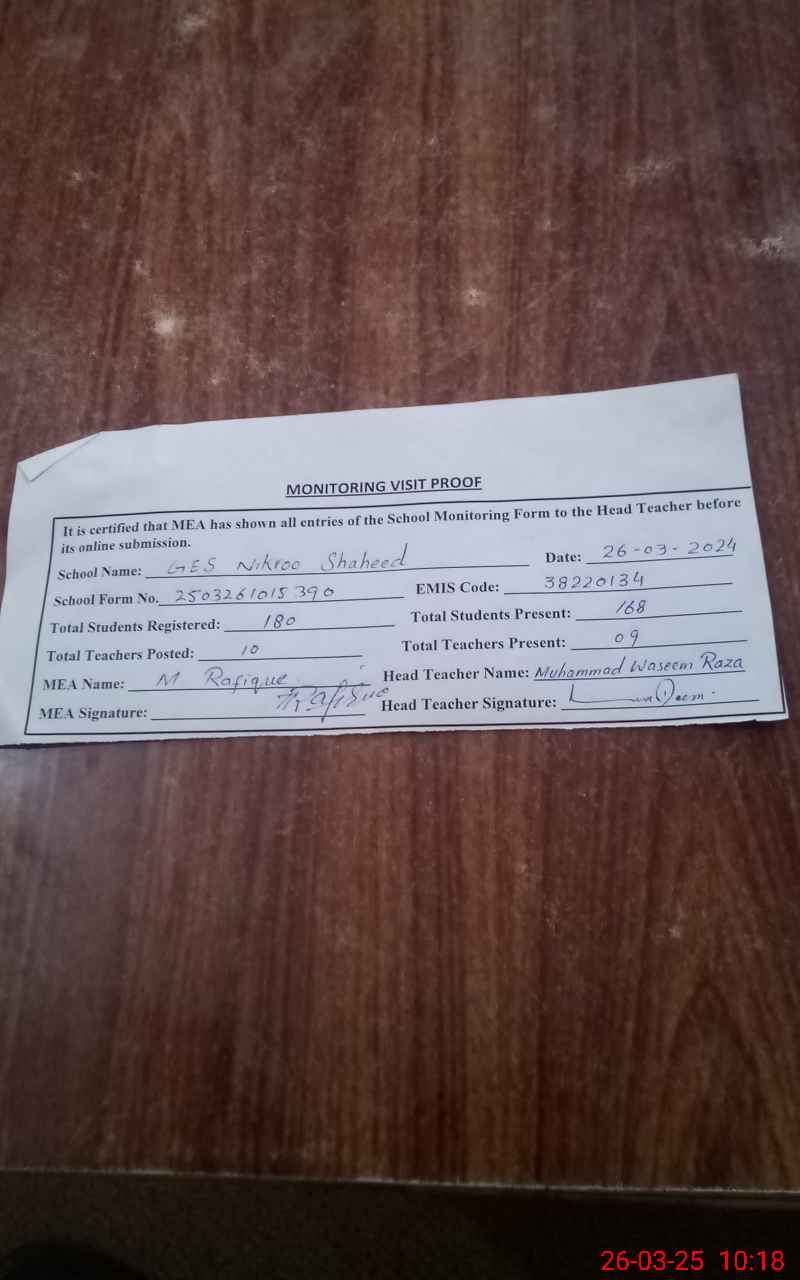 MONITORING VISIT PROOF
It is certified that MEA has shown all entries of the School Monitoring Form to the Head Teacher before
its online submission.
School Name: GES Nikroo Shaheed Date: 26-03-2024
School Form No. 2503261015390 EMIS Code: 38220134
Total Students Registered: 180 Total Students Present: 168
Total Teachers Posted: 10 Total Teachers Present: 09
MEA Name: M Rafique Head Teacher Name: Muhammad Waseem Raza
MEA Signature: Head Teacher Signature:
26-03-25 10:18